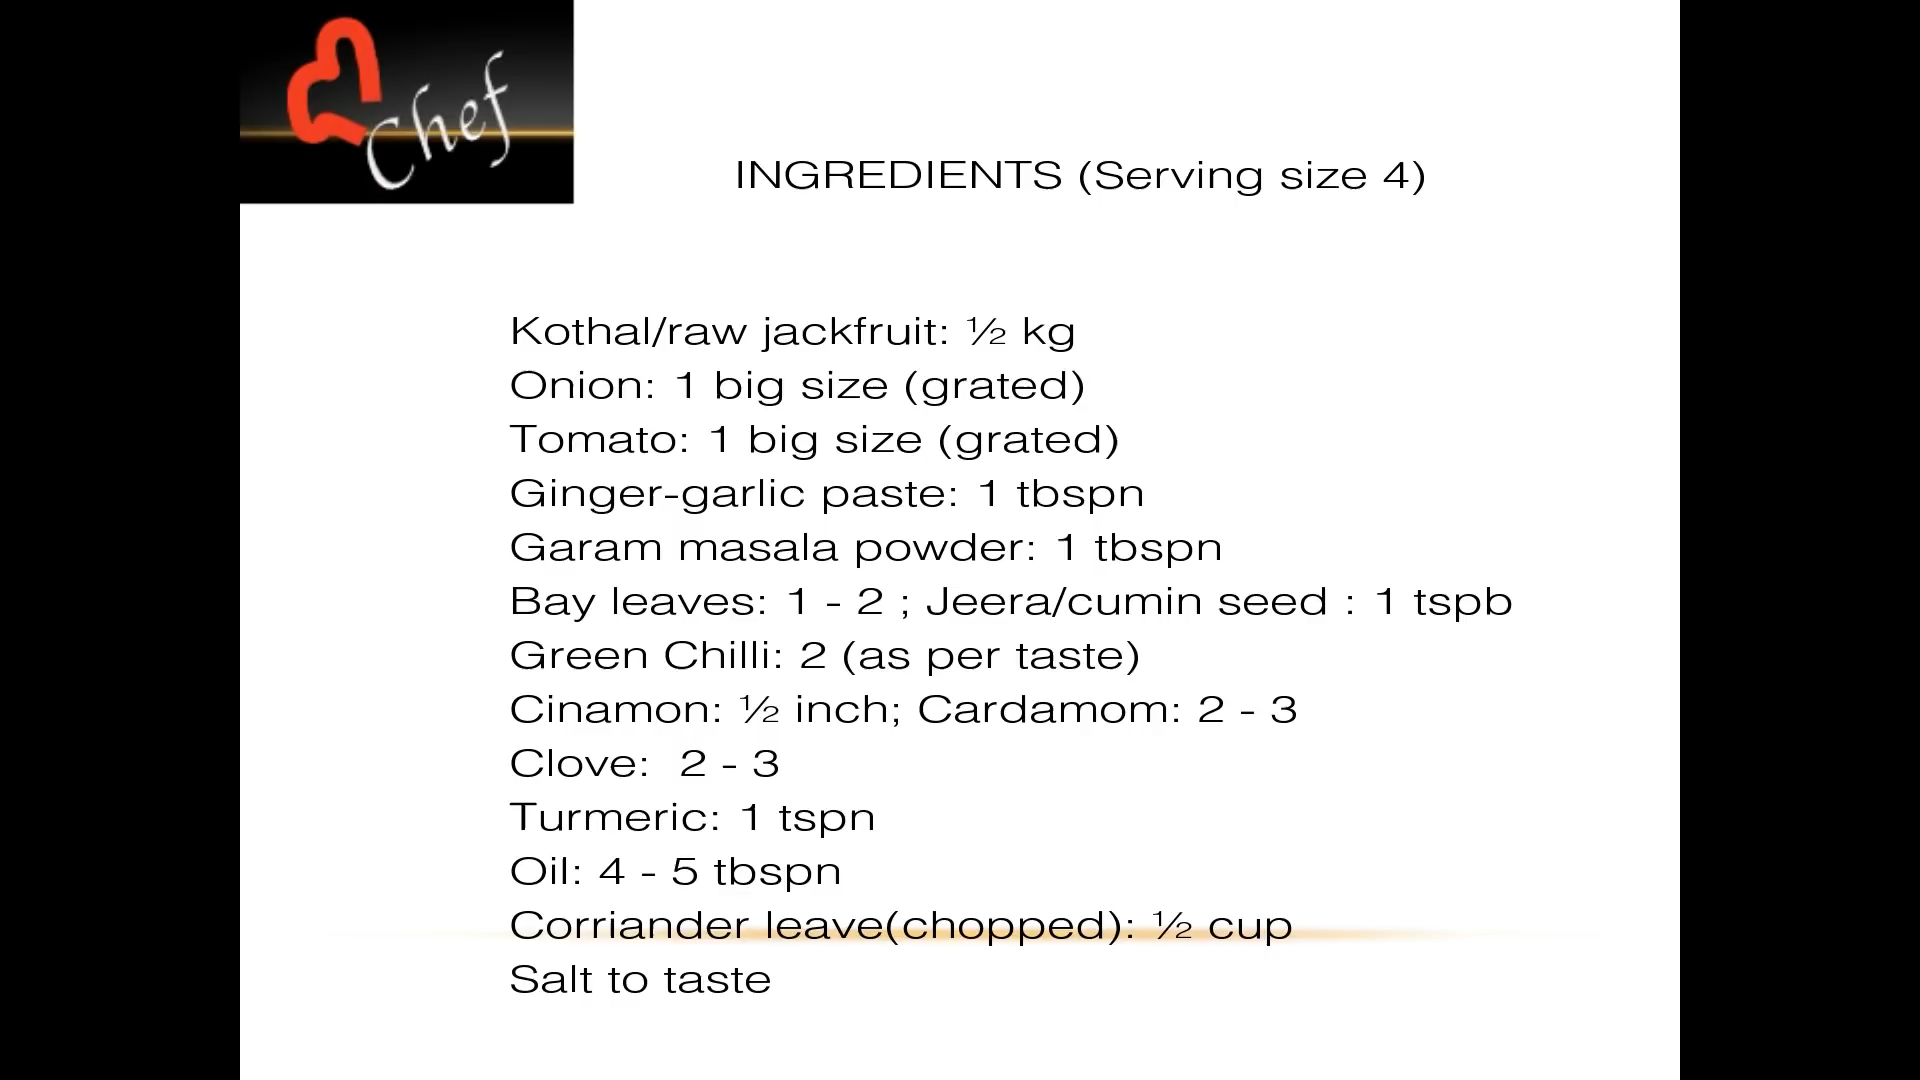 Chef
INGREDIENTS (Serving size 4)
Kothal/raw jackfruit: ½ kg
Onion: 1 big size (grated)
Tomato: 1 big size (grated)
Ginger-garlic paste: 1 tbspn
Garam masala powder: 1 tbspn
Bay leaves: 1 - 2 ; Jeera/cumin seed : 1 tspb
Green Chilli: 2 (as per taste)
Cinamon: ½ inch; Cardamom: 2 - 3
Clove:  2 - 3
Turmeric: 1 tspn
Oil: 4 - 5 tbspn
Corriander leave(chopped): ½ cup
Salt to taste